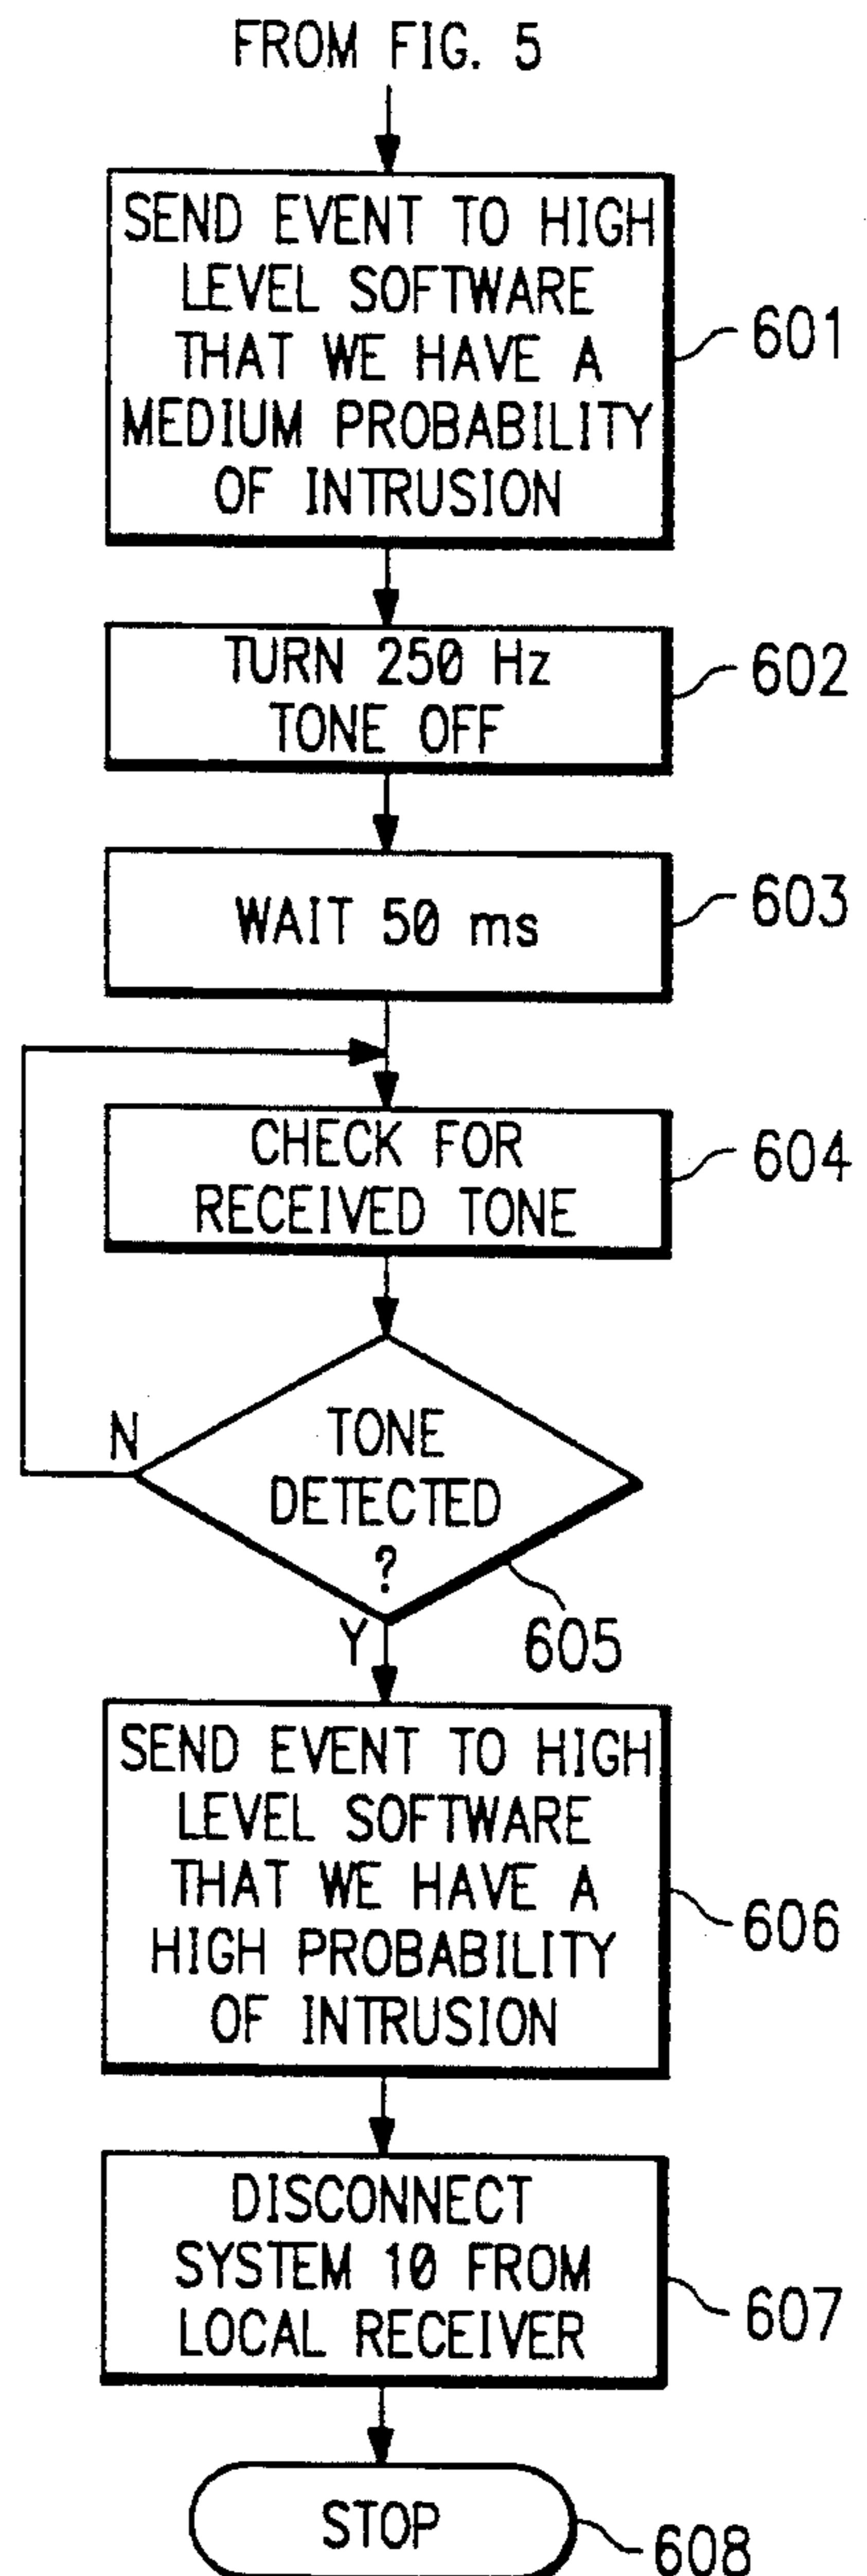 FROM FIG. 5
SEND EVENT TO HIGH
LEVEL SOFTWARE
THAT WE HAVE A
MEDIUM PROBABILITY
OF INTRUSION
601
TURN 250 Hz
TONE OFF
602
WAIT 50 ms
603
CHECK FOR
RECEIVED TONE
604
N
TONE
DETECTED
?
605
Y
SEND EVENT TO HIGH
LEVEL SOFTWARE
THAT WE HAVE A
HIGH PROBABILITY
OF INTRUSION
606
DISCONNECT
SYSTEM 10 FROM
LOCAL RECEIVER
607
STOP
608